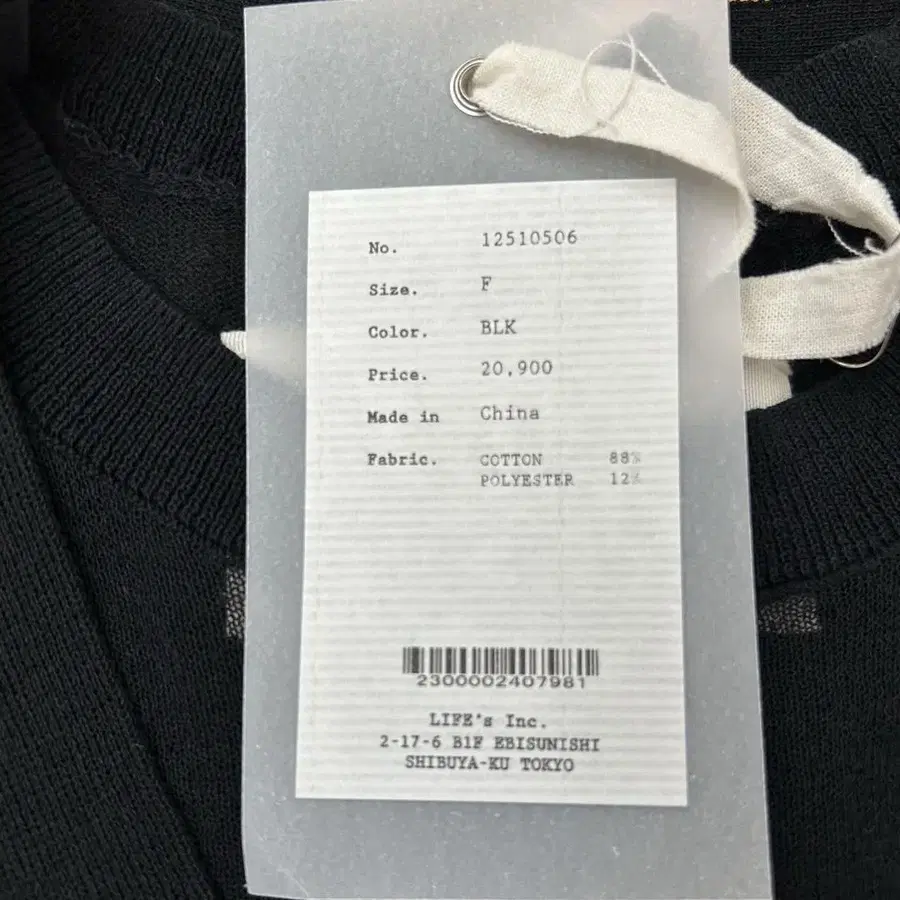 No. 12510506
Size. F
Color. BLK
Price. 20,900
Made in China
Fabric. COTTON 88%
POLYESTER 12%
2300002407981
LIFE's Inc.
2-17-6 B1F EBISUNISHI
SHIBUYA-KU TOKYO